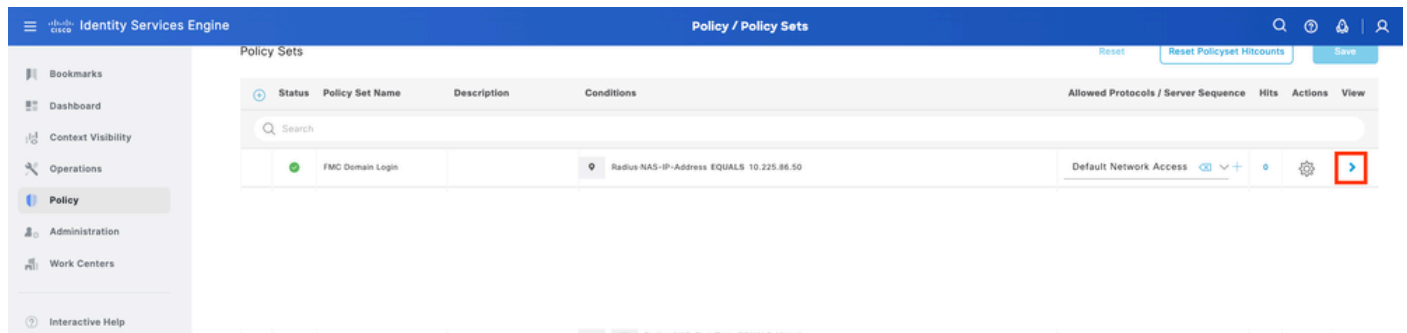 cisco Identity Services Engine
Policy / Policy Sets
Policy Sets
Reset
Reset Policyset Hitcounts
Save
Bookmarks
Dashboard
Context Visibility
Operations
Policy
Administration
Work Centers
Interactive Help
Status Policy Set Name Description Conditions Allowed Protocols / Server Sequence Hits Actions View
Search
FMC Domain Login Radius·NAS-IP-Address EQUALS 10.225.86.50 Default Network Access 0